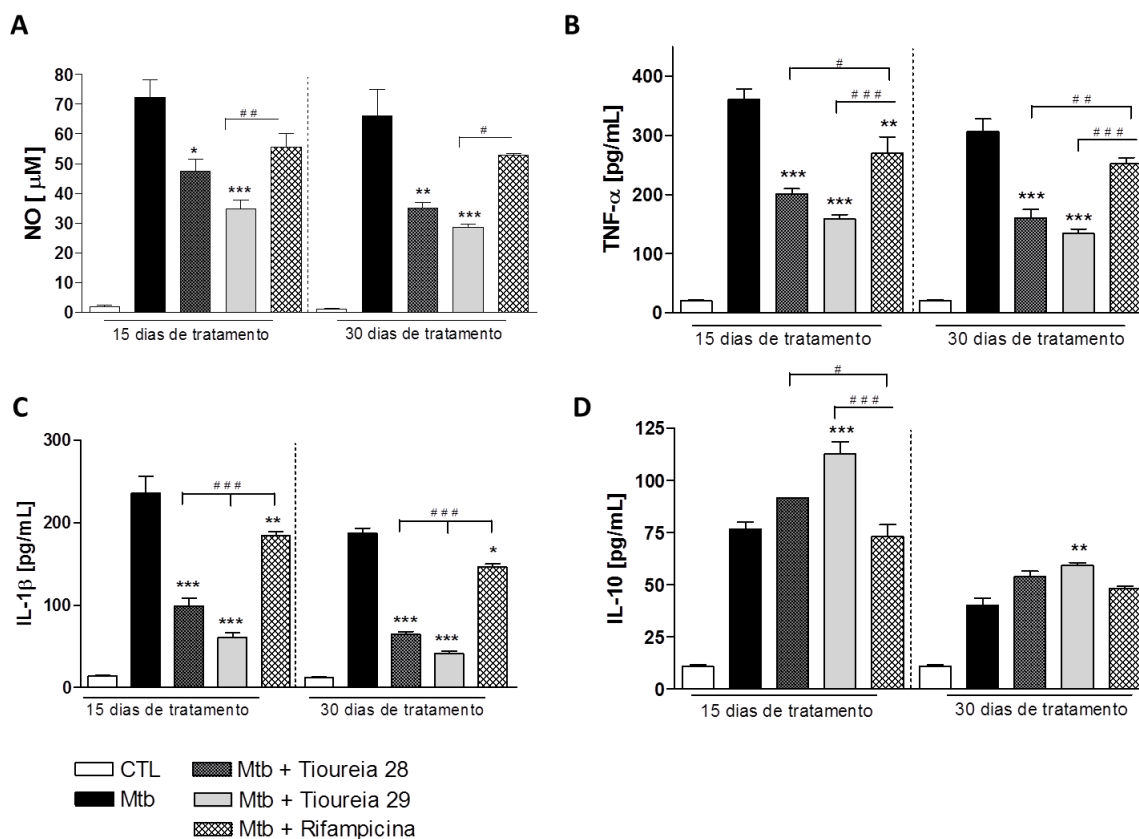 A
NO [ μM]
80
70
60
50
40
30
20
10
0
*
***
# #
**
***
#
15 dias de tratamento
30 dias de tratamento
B
TNF-α [pg/mL]
400
300
200
100
0
***
***
**
#
# # #
***
***
# #
# # #
15 dias de tratamento
30 dias de tratamento
C
IL-1β [pg/mL]
300
200
100
0
***
***
**
# # #
***
***
*
# # #
15 dias de tratamento
30 dias de tratamento
D
IL-10 [pg/mL]
125
100
75
50
25
0
#
# # #
***
**
15 dias de tratamento
30 dias de tratamento
CTL
Mtb
Mtb + Tioureia 28
Mtb + Tioureia 29
Mtb + Rifampicina